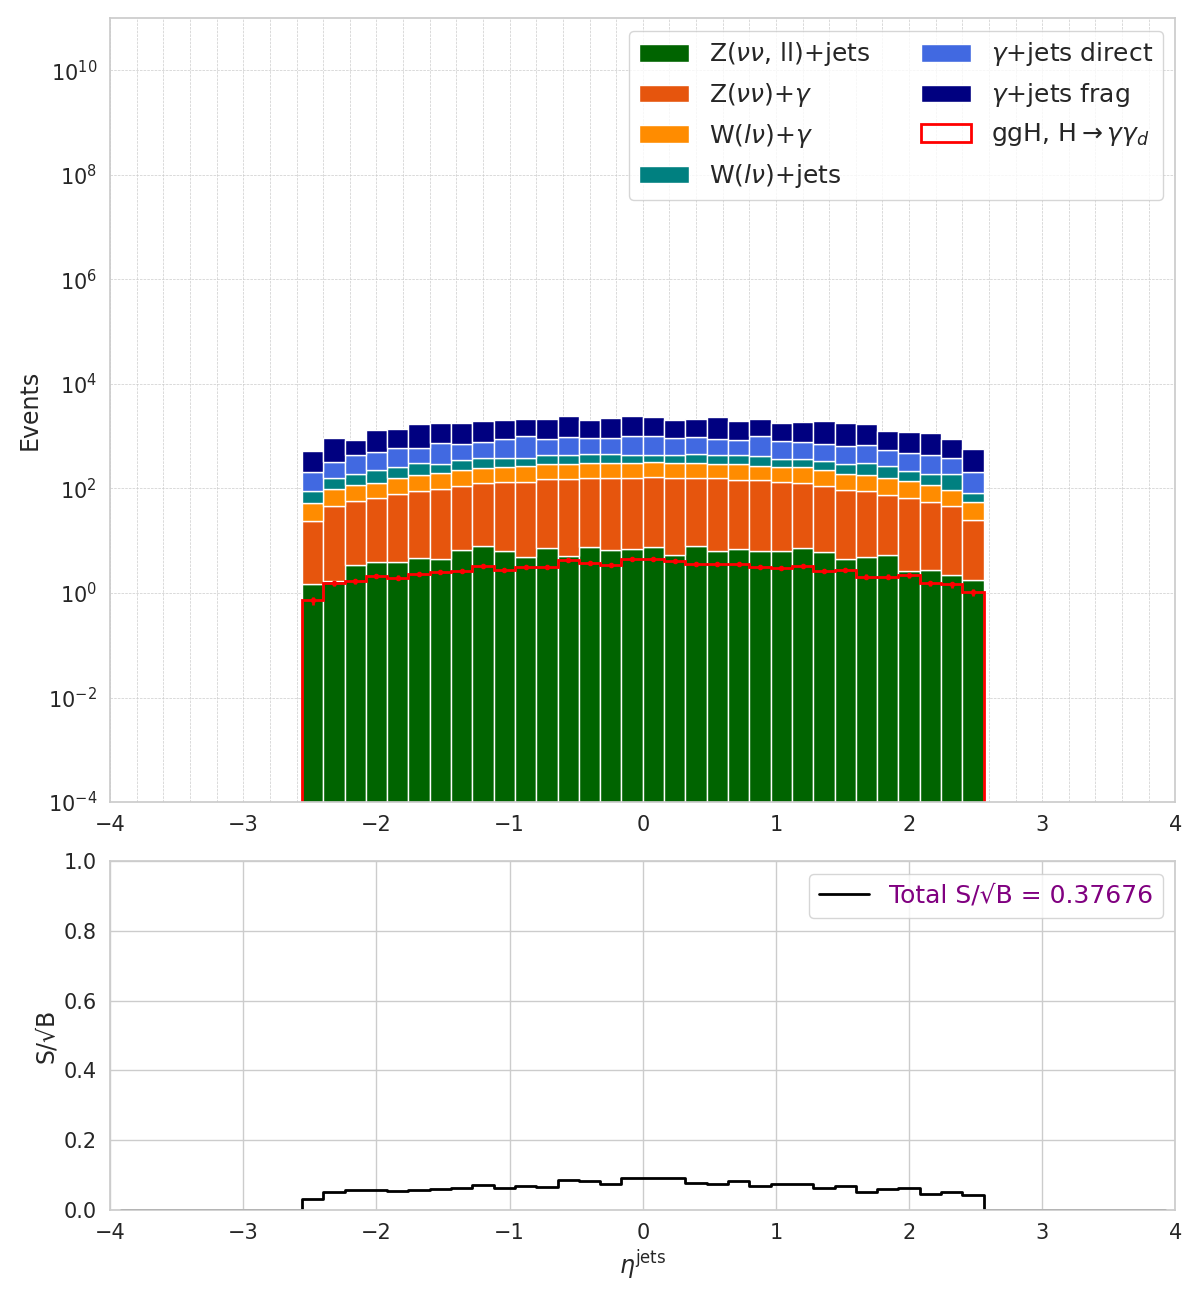 Z(νν, ll)+jets
Z(νν)+γ
W(lν)+γ
W(lν)+jets
γ+jets direct
γ+jets frag
ggH, H→γγ_d
Events
10^10
10^8
10^6
10^4
10^2
10^0
10^−2
10^−4
−4 −3 −2 −1 0 1 2 3 4
Total S/√B = 0.37676
S/√B
1.0
0.8
0.6
0.4
0.2
0.0
−4 −3 −2 −1 0 1 2 3 4
η^jets